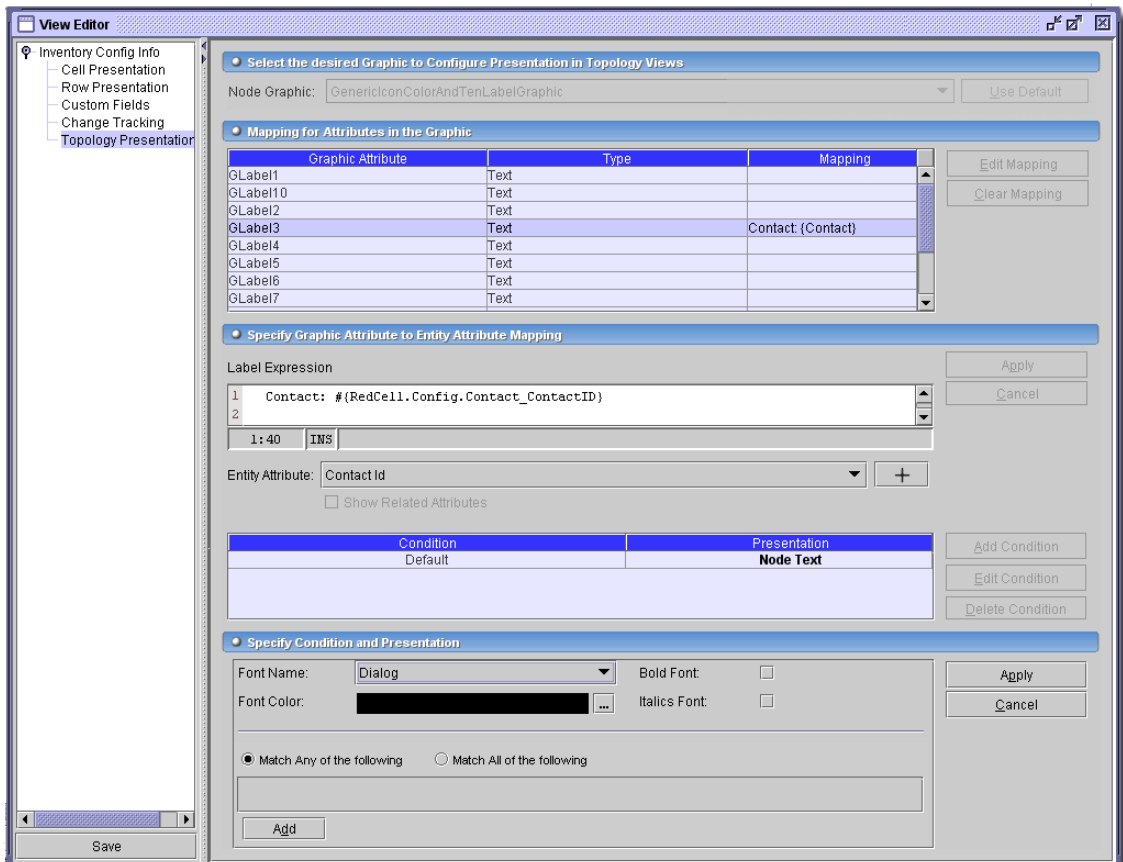 View Editor
Inventory Config Info
Cell Presentation
Row Presentation
Custom Fields
Change Tracking
Topology Presentation
Save
Select the desired Graphic to Configure Presentation in Topology Views
Node Graphic: GenericIconColorAndTenLabelGraphic Use Default
Mapping for Attributes in the Graphic
Graphic Attribute Type Mapping
GLabel1 Text
GLabel10 Text
GLabel2 Text
GLabel3 Text Contact: {Contact}
GLabel4 Text
GLabel5 Text
GLabel6 Text
GLabel7 Text
Edit Mapping
Clear Mapping
Specify Graphic Attribute to Entity Attribute Mapping
Label Expression
1 Contact: #{RedCell.Config.Contact_ContactID}
2
1:40 INS
Apply
Cancel
Entity Attribute: Contact Id +
Show Related Attributes
Condition Presentation
Default Node Text
Add Condition
Edit Condition
Delete Condition
Specify Condition and Presentation
Font Name: Dialog Bold Font:
Font Color: ... Italics Font:
Apply
Cancel
Match Any of the following Match All of the following
Add